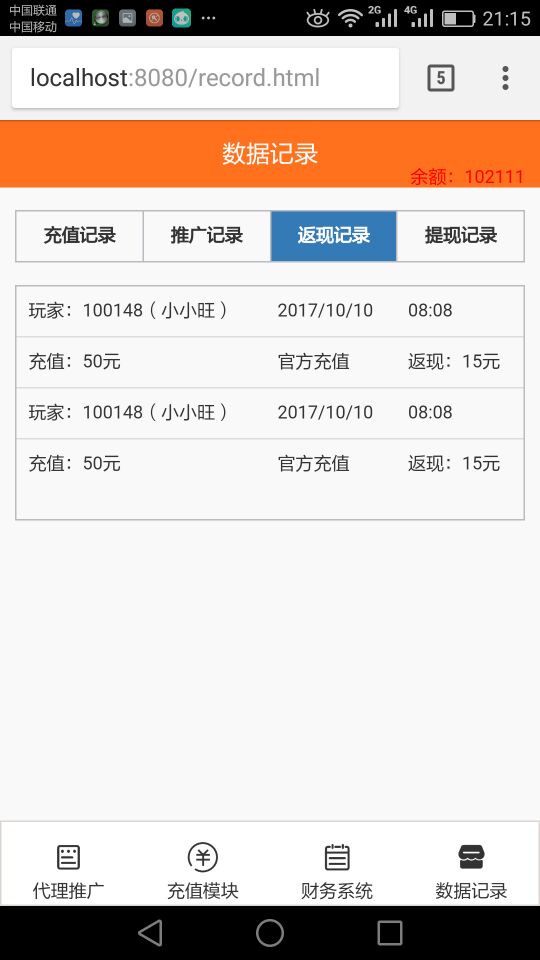 中国联通
中国移动
2G 4G 21:15
localhost:8080/record.html
5
数据记录
余额：102111
充值记录 推广记录 返现记录 提现记录
玩家：100148（小小旺） 2017/10/10 08:08
充值：50元 官方充值 返现：15元
玩家：100148（小小旺） 2017/10/10 08:08
充值：50元 官方充值 返现：15元
代理推广 充值模块 财务系统 数据记录